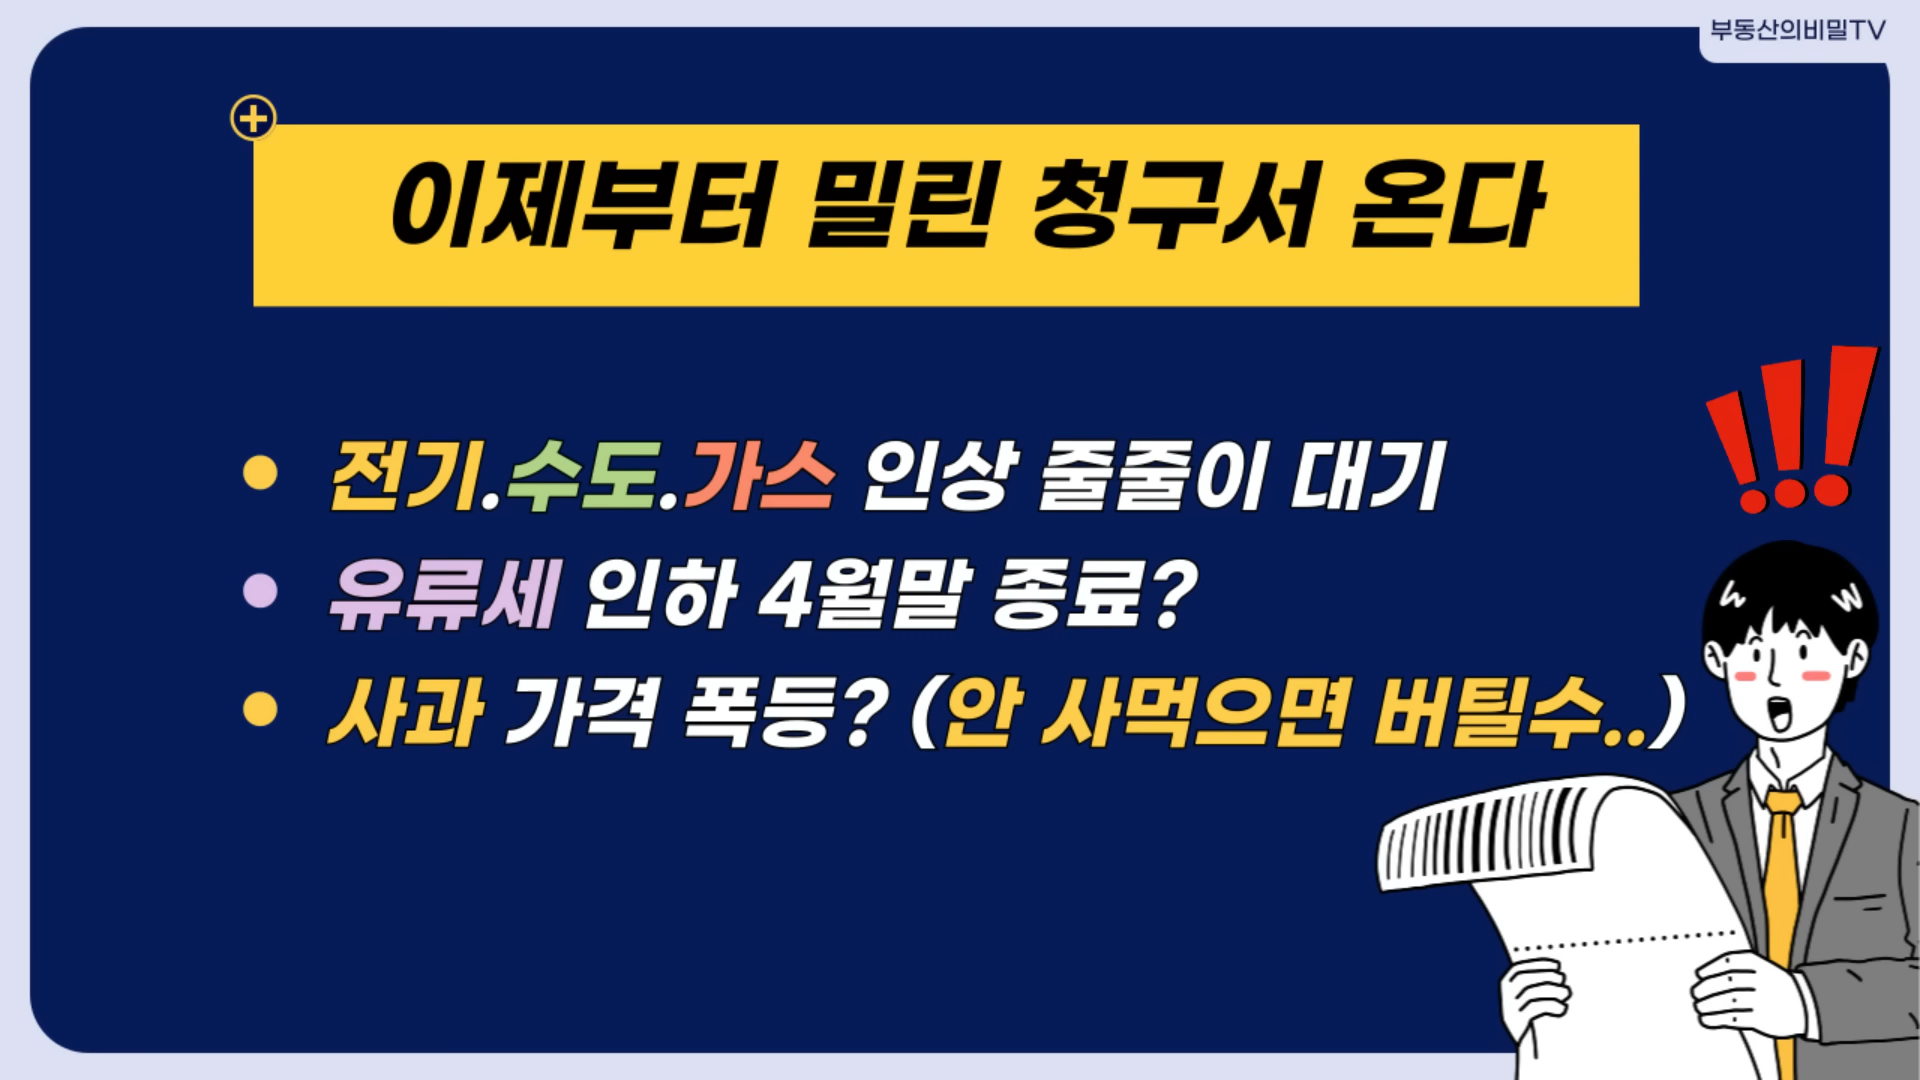 부동산의비밀TV
이제부터 밀린 청구서 온다
전기.수도.가스 인상 줄줄이 대기
유류세 인하 4월말 종료?
사과 가격 폭등? (안 사먹으면 버틸수..)